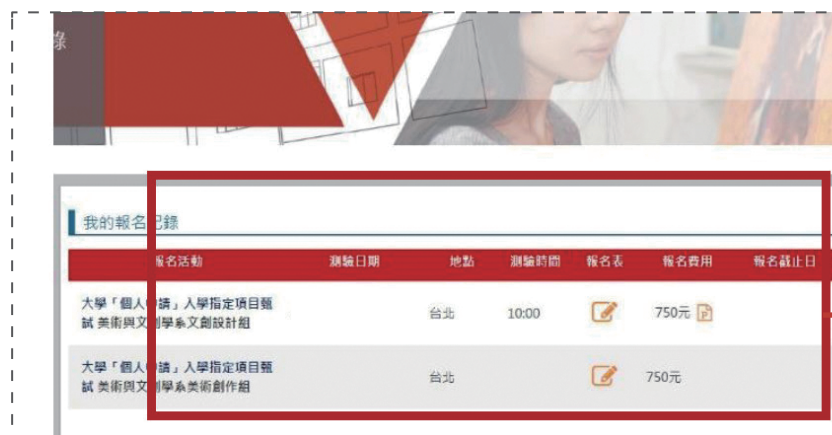 錄
我的報名記錄
報名活動 測驗日期 地點 測驗時間 報名表 報名費用 報名截止日
大學「個人申請」入學指定項目甄
試 美術與文創學系文創設計組
台北 10:00 750元 P
大學「個人申請」入學指定項目甄
試 美術與文創學系美術創作組
台北 750元